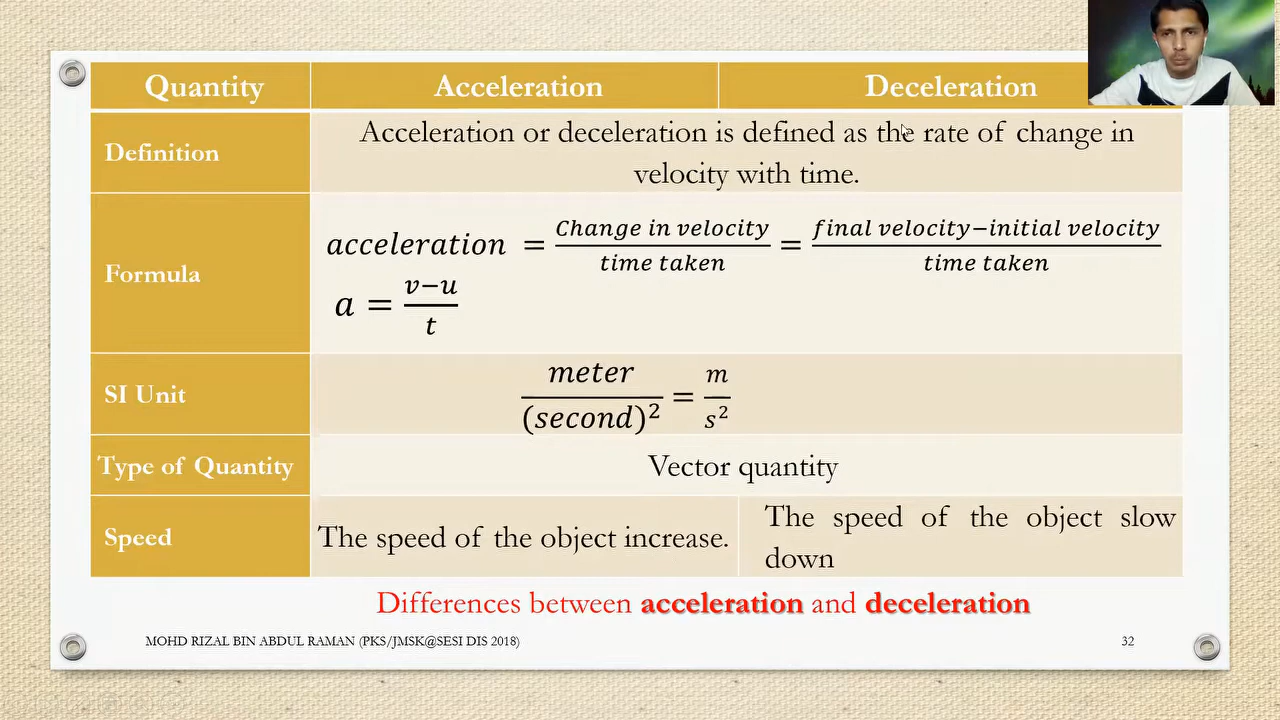 Quantity Acceleration Deceleration
Definition
Acceleration or deceleration is defined as the rate of change in
velocity with time.
Formula
acceleration = Change in velocity / time taken = final velocity−initial velocity / time taken
a = v−u / t
SI Unit
meter / (second)² = m / s²
Type of Quantity Vector quantity
Speed
The speed of the object increase.
The speed of the object slow
down
Differences between acceleration and deceleration
MOHD RIZAL BIN ABDUL RAMAN (PKS/JMSK@SESI DIS 2018) 32